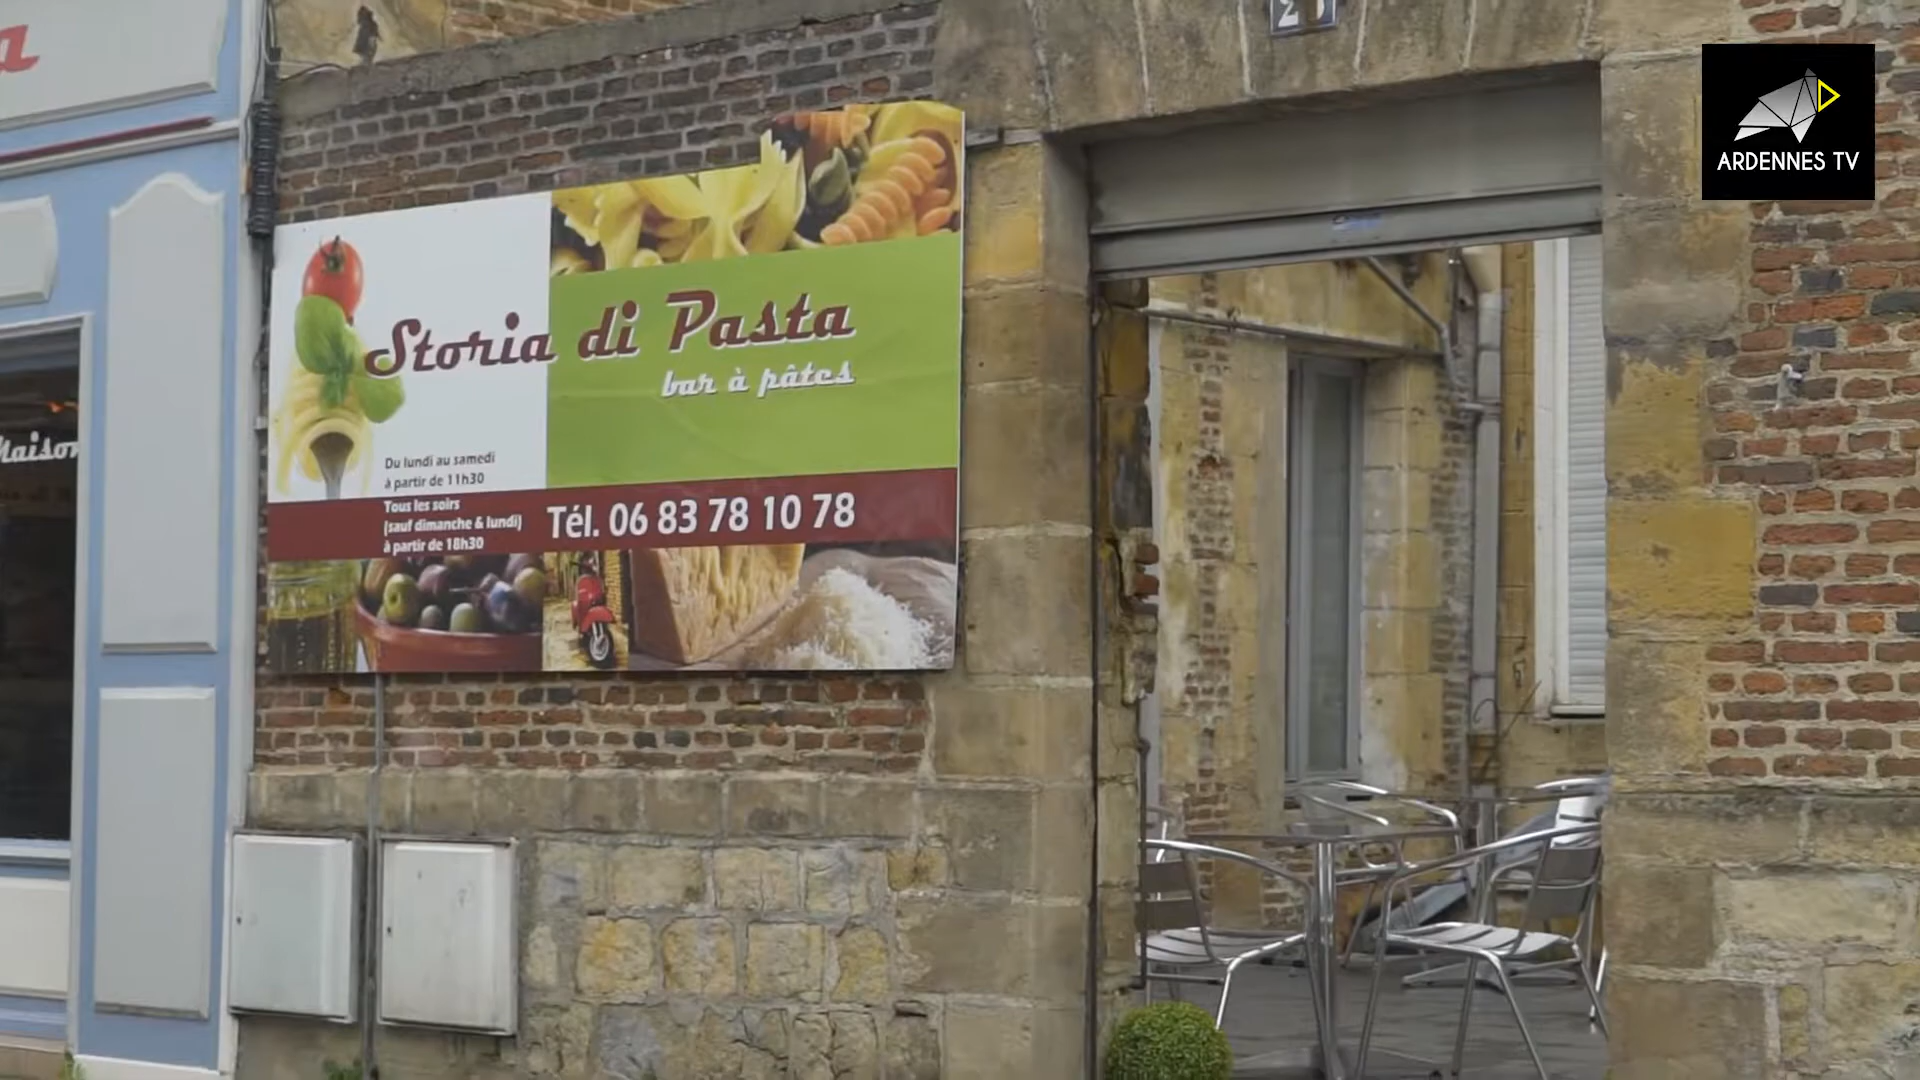 ARDENNES TV
Storia di Pasta
bar à pâtes
Du lundi au samedi
à partir de 11h30
Tous les soirs
(sauf dimanche & lundi)
à partir de 18h30
Tél. 06 83 78 10 78
Maison